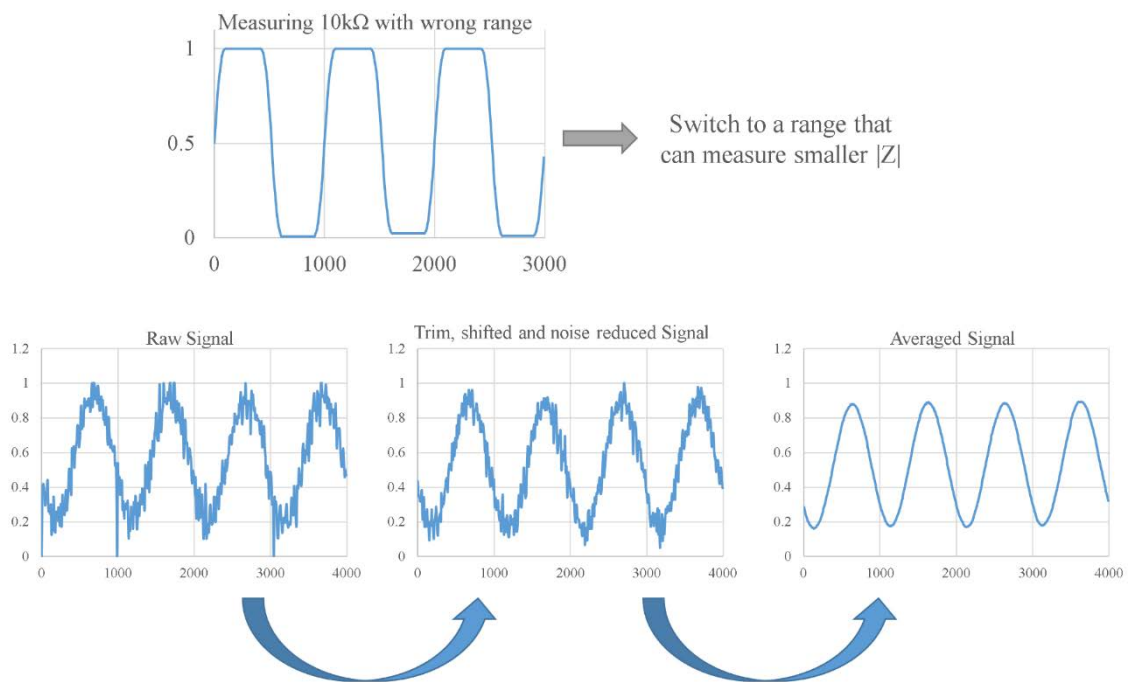 Measuring 10kΩ with wrong range
1
0.5
0
0 1000 2000 3000
Switch to a range that
can measure smaller |Z|
Raw Signal
1.2
1
0.8
0.6
0.4
0.2
0
0 1000 2000 3000 4000
Trim, shifted and noise reduced Signal
1.2
1
0.8
0.6
0.4
0.2
0
0 1000 2000 3000 4000
Averaged Signal
1.2
1
0.8
0.6
0.4
0.2
0
0 1000 2000 3000 4000